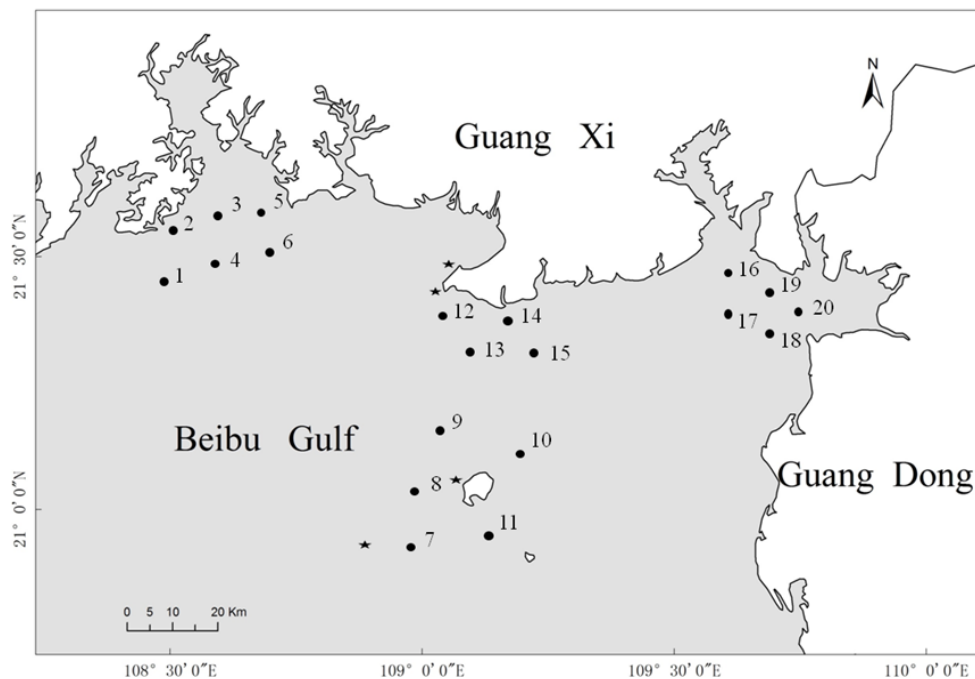 N
Guang Xi
3
5
2
6
4
1
16
19
20
17
18
12
14
13
15
9
10
8
11
7
Beibu Gulf
Guang Dong
21° 30′0″N
21° 0′0″N
0 5 10 20 Km
108° 30′0″E
109° 0′0″E
109° 30′0″E
110° 0′0″E